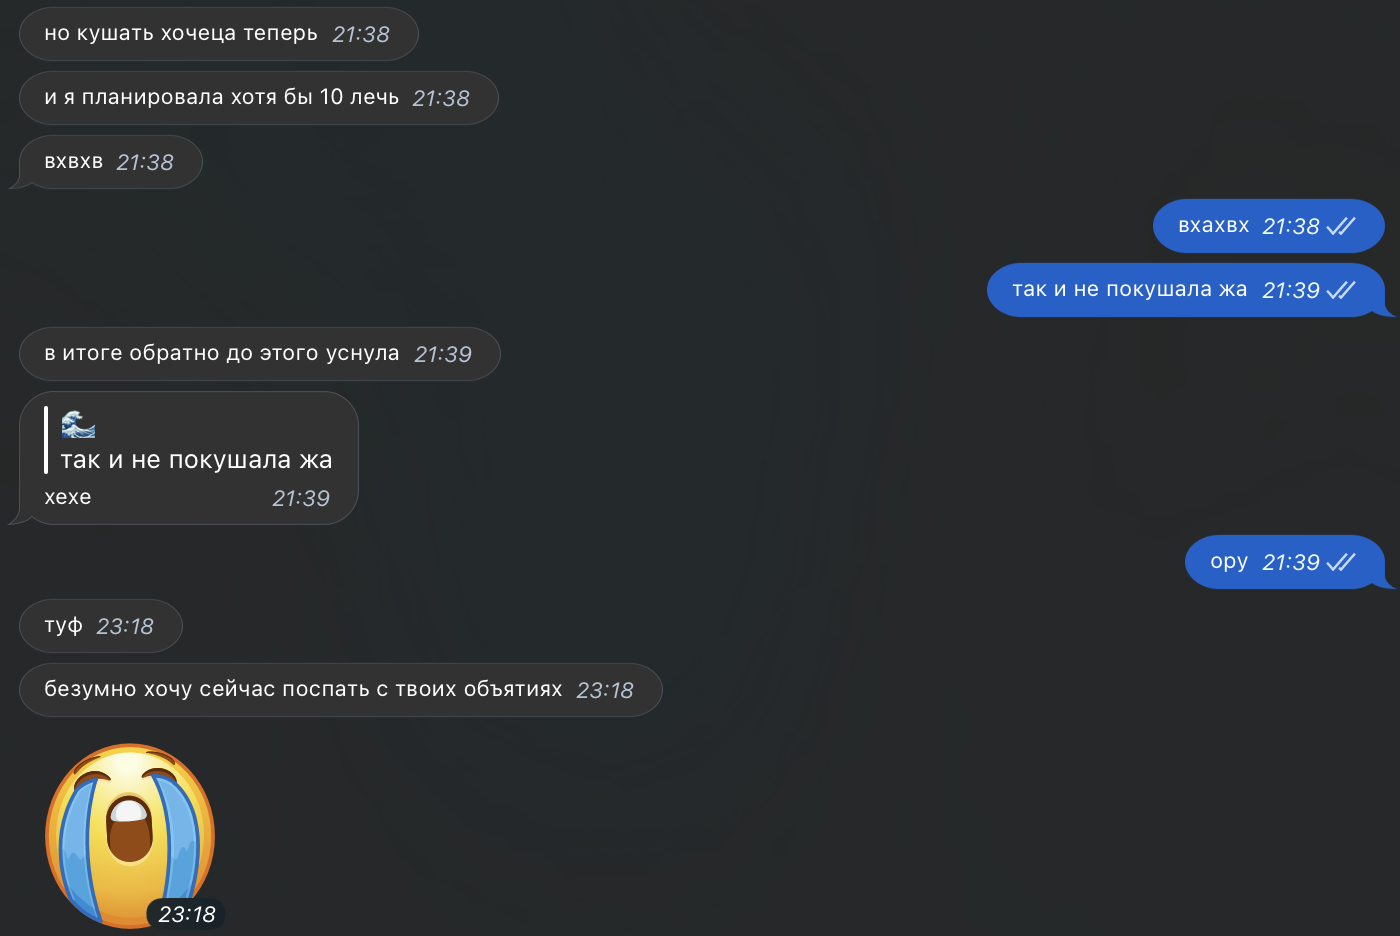 но кушать хочеца теперь 21:38
и я планировала хотя бы 10 лечь 21:38
вхвхв 21:38
вхахвх 21:38
так и не покушала жа 21:39
в итоге обратно до этого уснула 21:39
🌊
так и не покушала жа
хехе 21:39
ору 21:39
туф 23:18
безумно хочу сейчас поспать с твоих объятиях 23:18
23:18